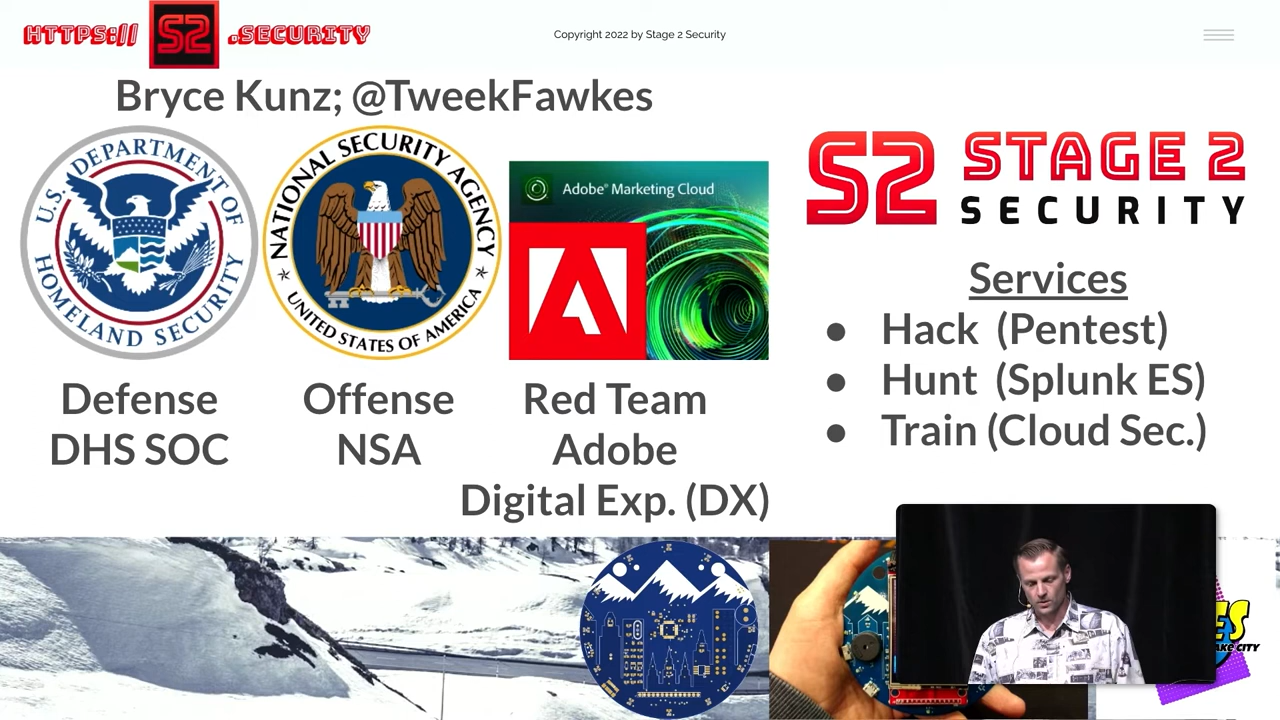 HTTPS://
S2
.SECURITY
Copyright 2022 by Stage 2 Security
Bryce Kunz; @TweekFawkes
U.S. DEPARTMENT OF
HOMELAND SECURITY
NATIONAL SECURITY AGENCY
UNITED STATES OF AMERICA
Adobe® Marketing Cloud
S2 STAGE 2
SECURITY
Defense
DHS SOC
Offense
NSA
Red Team
Adobe
Digital Exp. (DX)
Services
● Hack (Pentest)
● Hunt (Splunk ES)
● Train (Cloud Sec.)
ES
CITY